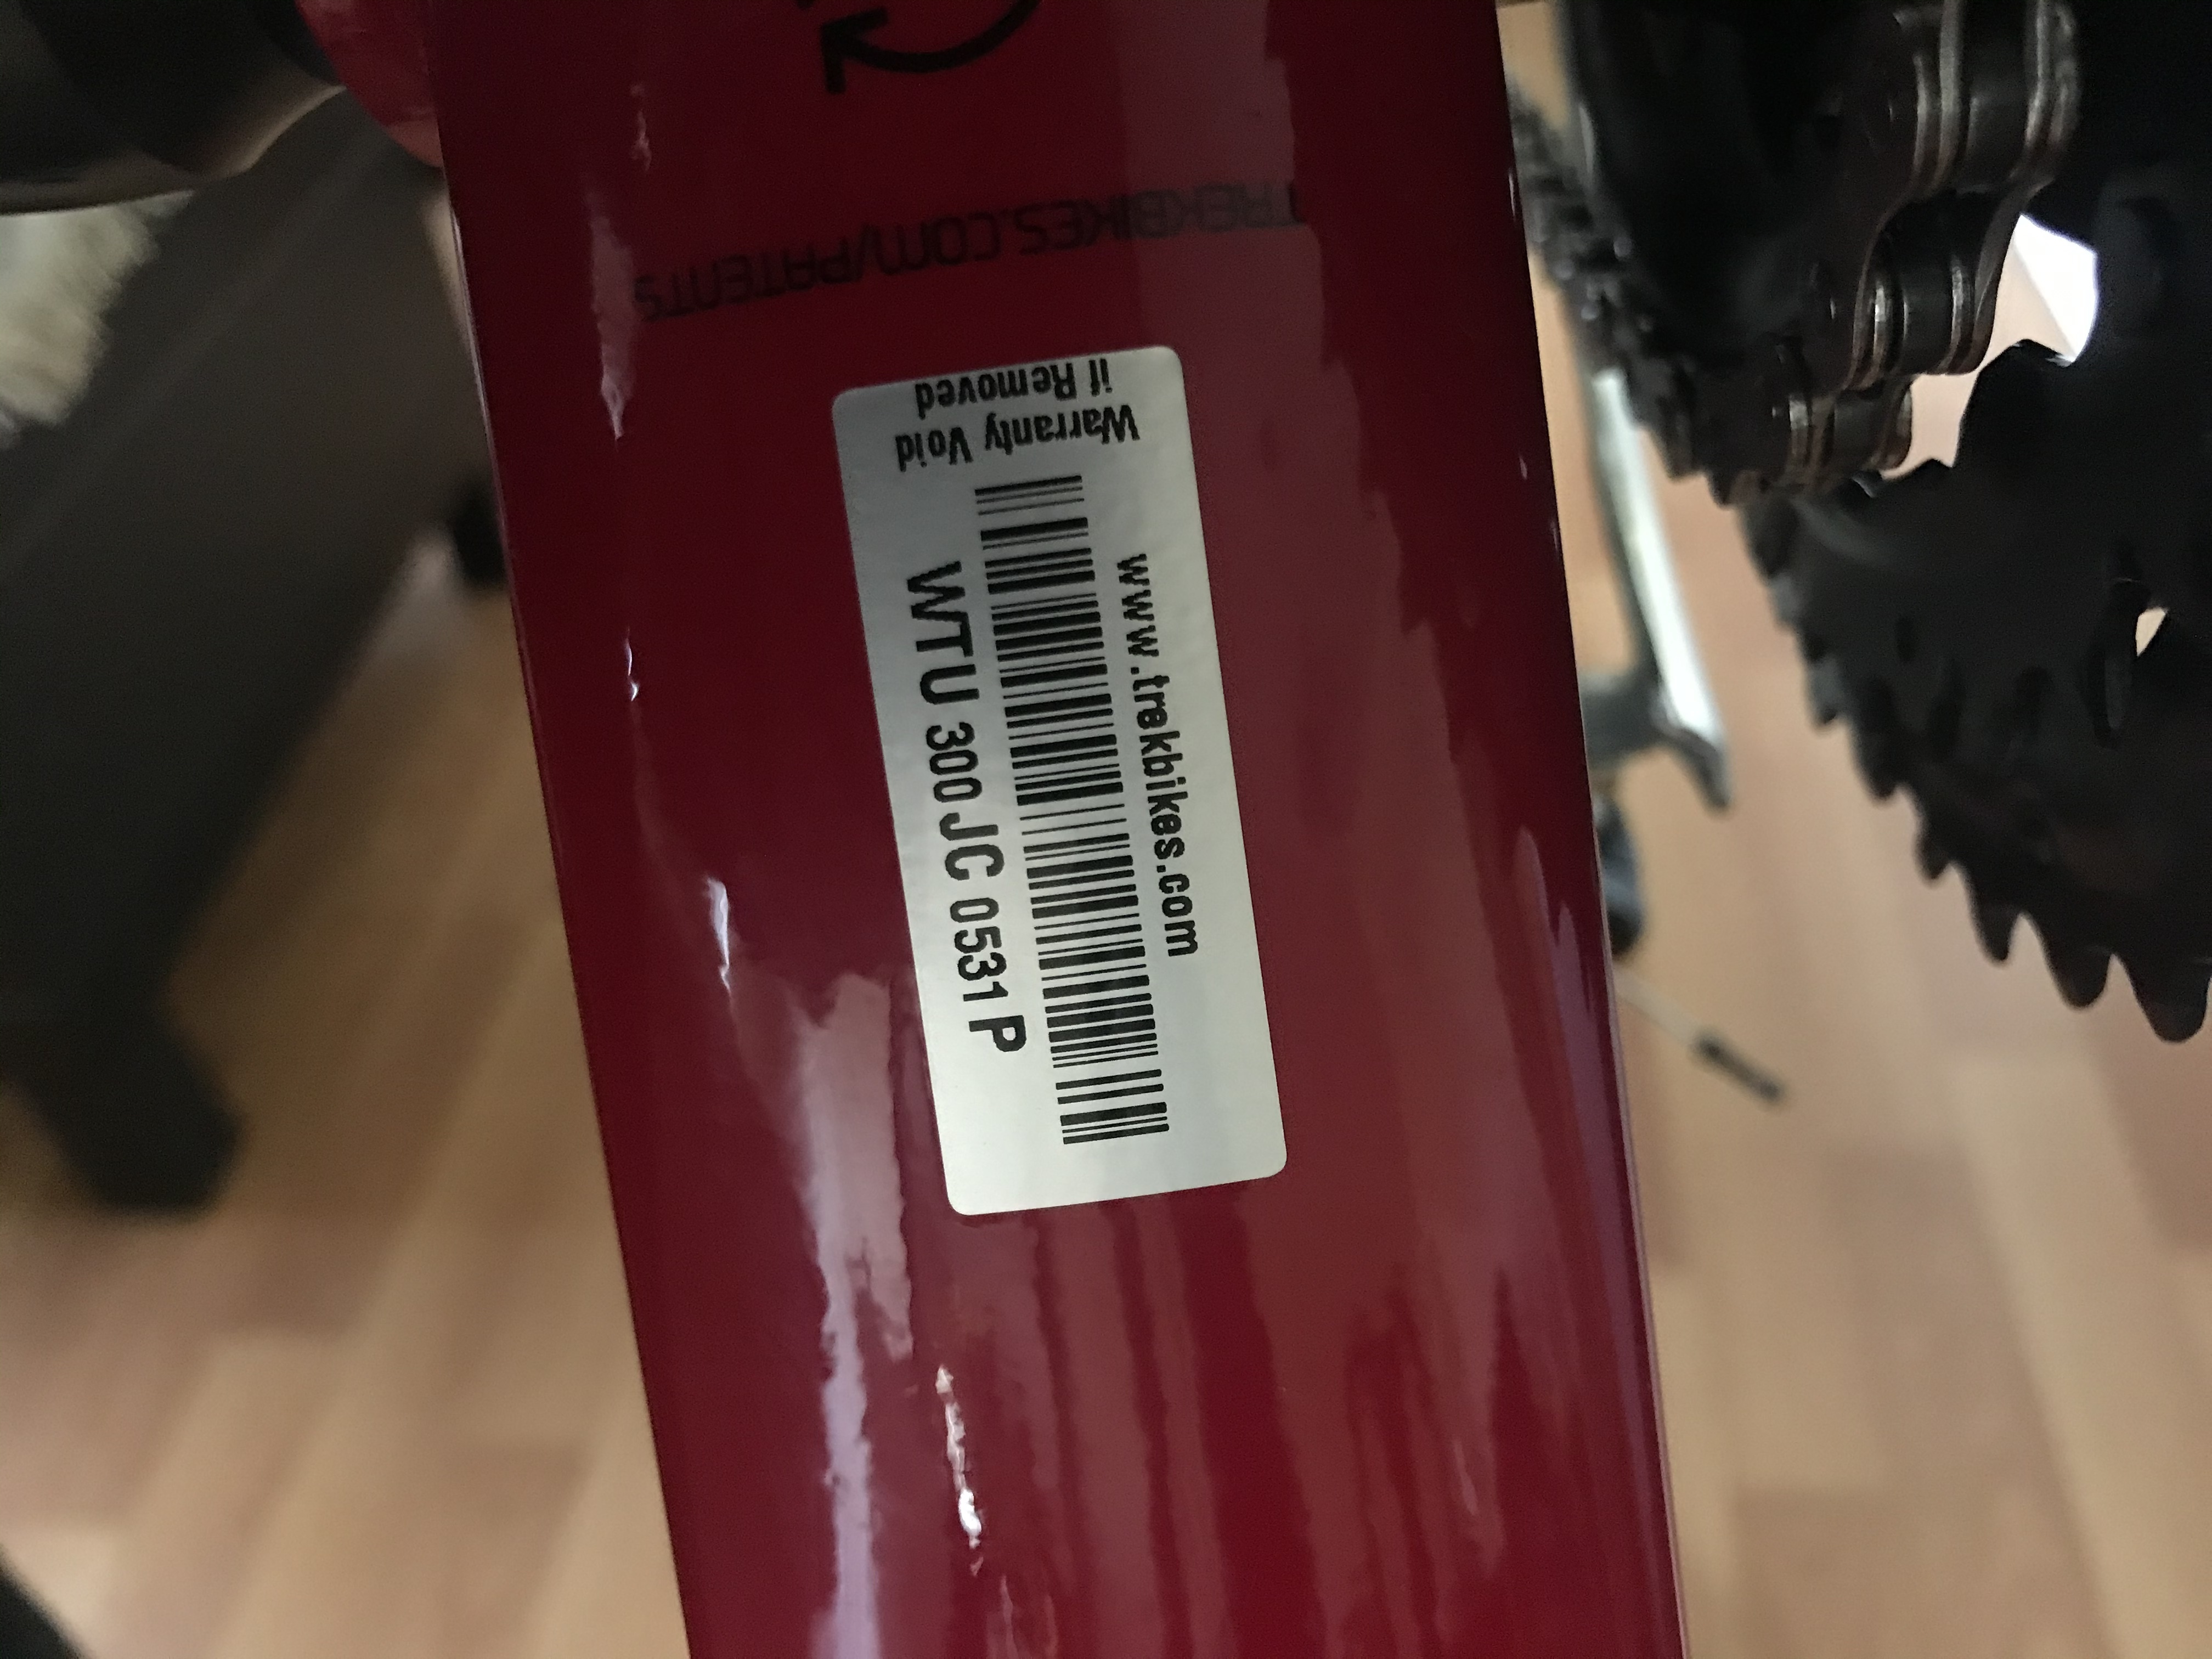 TREKBIKES.COM/PATENTS
Warranty Void
if Removed
www.trekbikes.com
WTU 300 JC 0531 P